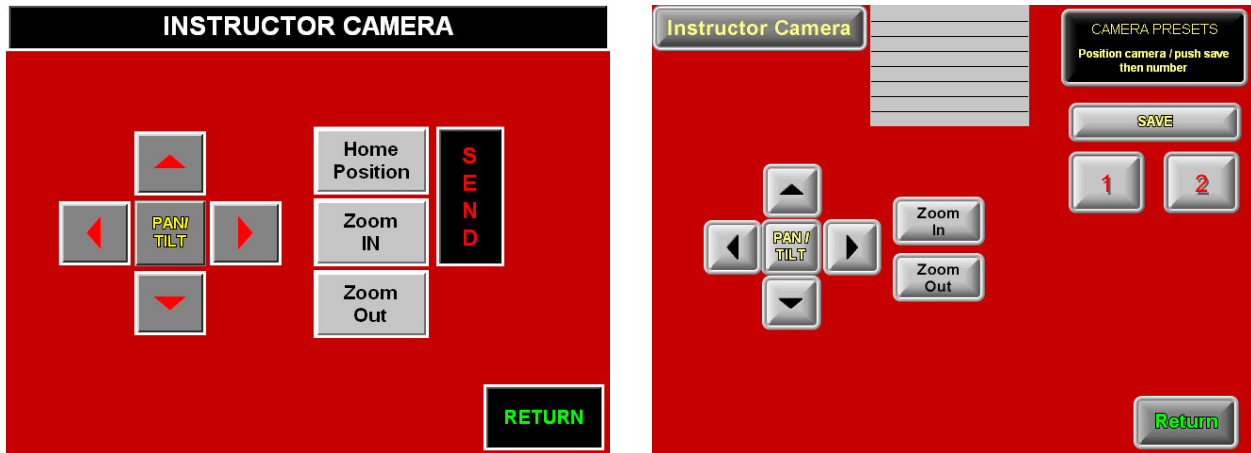 INSTRUCTOR CAMERA
PAN/
TILT
Home
Position
Zoom
IN
Zoom
Out
S
E
N
D
RETURN
Instructor Camera
CAMERA PRESETS
Position camera / push save
then number
SAVE
1
2
PAN /
TILT
Zoom
In
Zoom
Out
Return